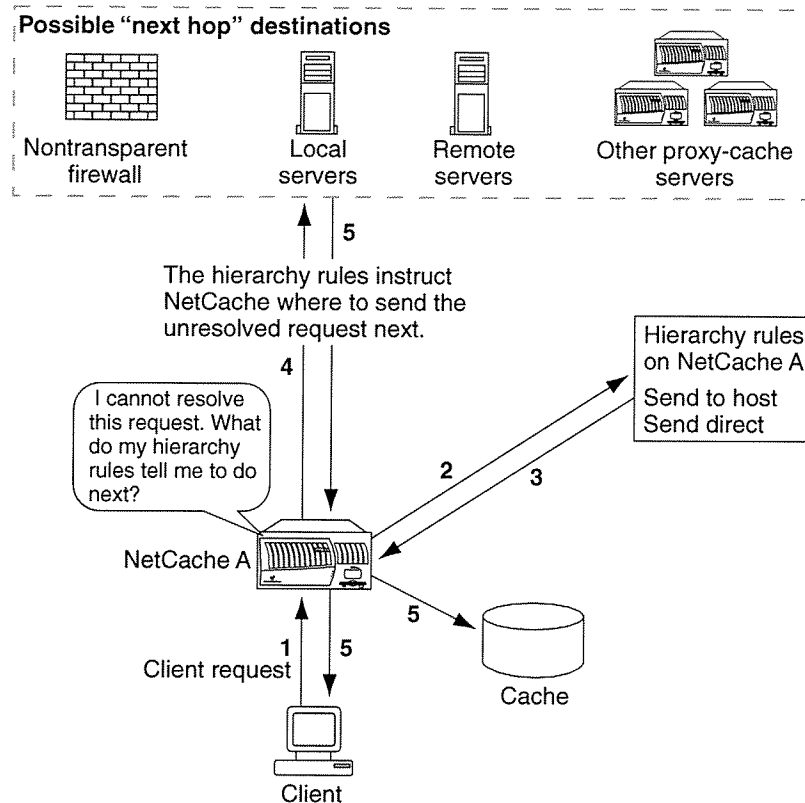 Possible “next hop” destinations
Nontransparent
firewall
Local
servers
Remote
servers
Other proxy-cache
servers
5
The hierarchy rules instruct
NetCache where to send the
unresolved request next.
4
Hierarchy rules
on NetCache A
Send to host
Send direct
I cannot resolve
this request. What
do my hierarchy
rules tell me to do
next?
2
3
NetCache A
5
1
5
Client request
Cache
Client